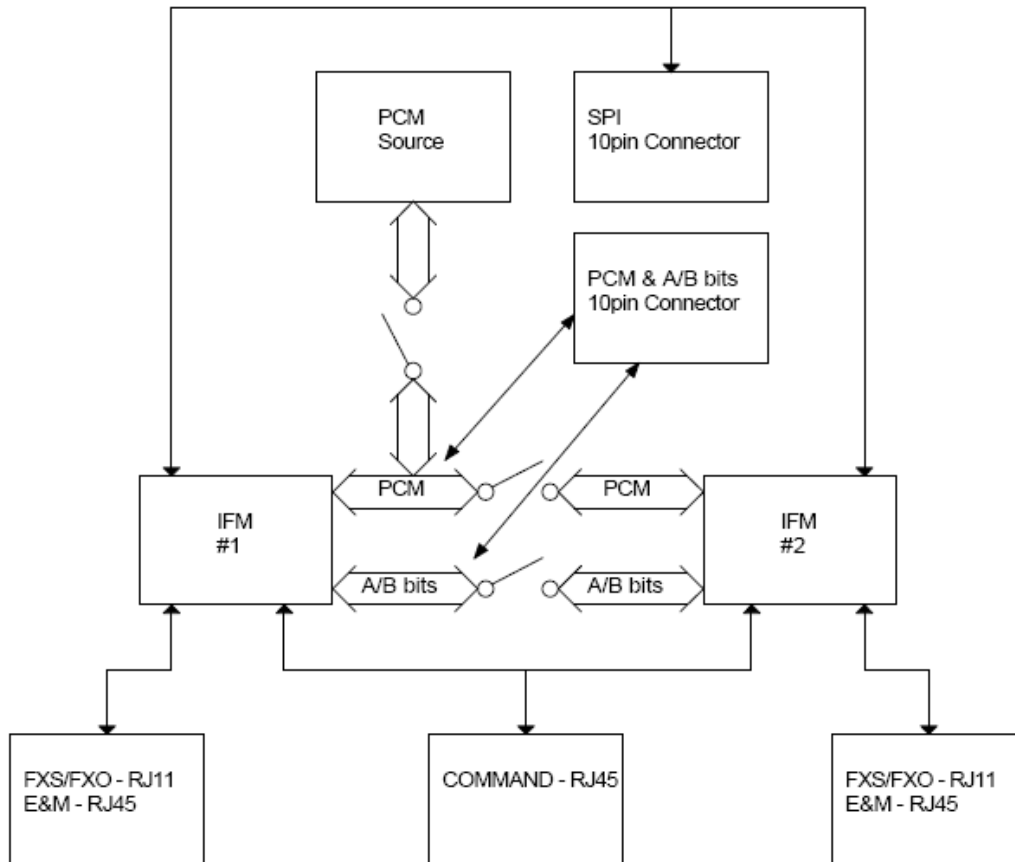 PCM
Source
SPI
10pin Connector
PCM & A/B bits
10pin Connector
IFM
#1
PCM
PCM
IFM
#2
A/B bits
A/B bits
FXS/FXO - RJ11
E&M - RJ45
COMMAND - RJ45
FXS/FXO - RJ11
E&M - RJ45